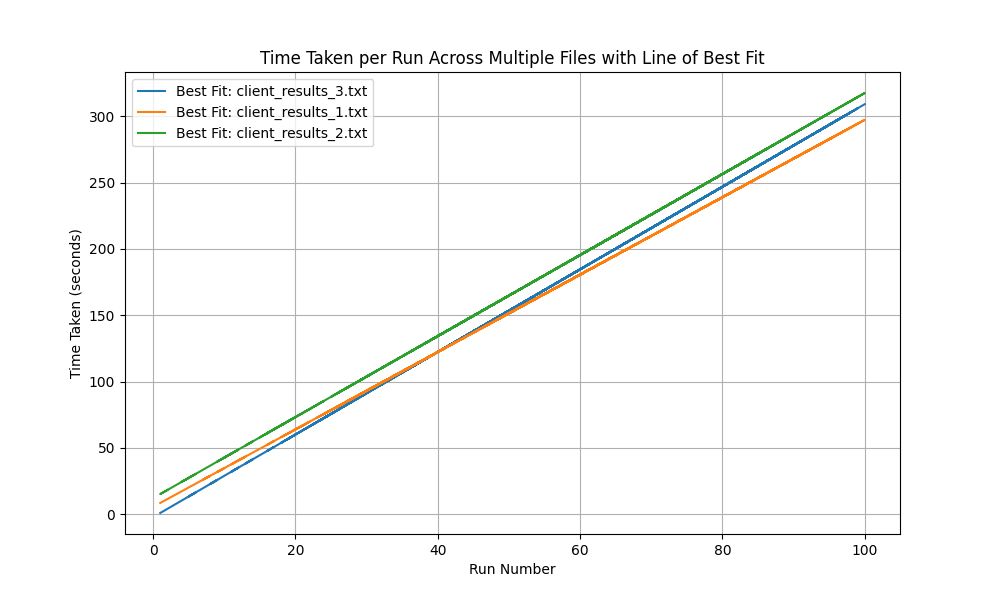 Time Taken per Run Across Multiple Files with Line of Best Fit
Best Fit: client_results_3.txt
Best Fit: client_results_1.txt
Best Fit: client_results_2.txt
Time Taken (seconds)
300
250
200
150
100
50
0
0 20 40 60 80 100
Run Number